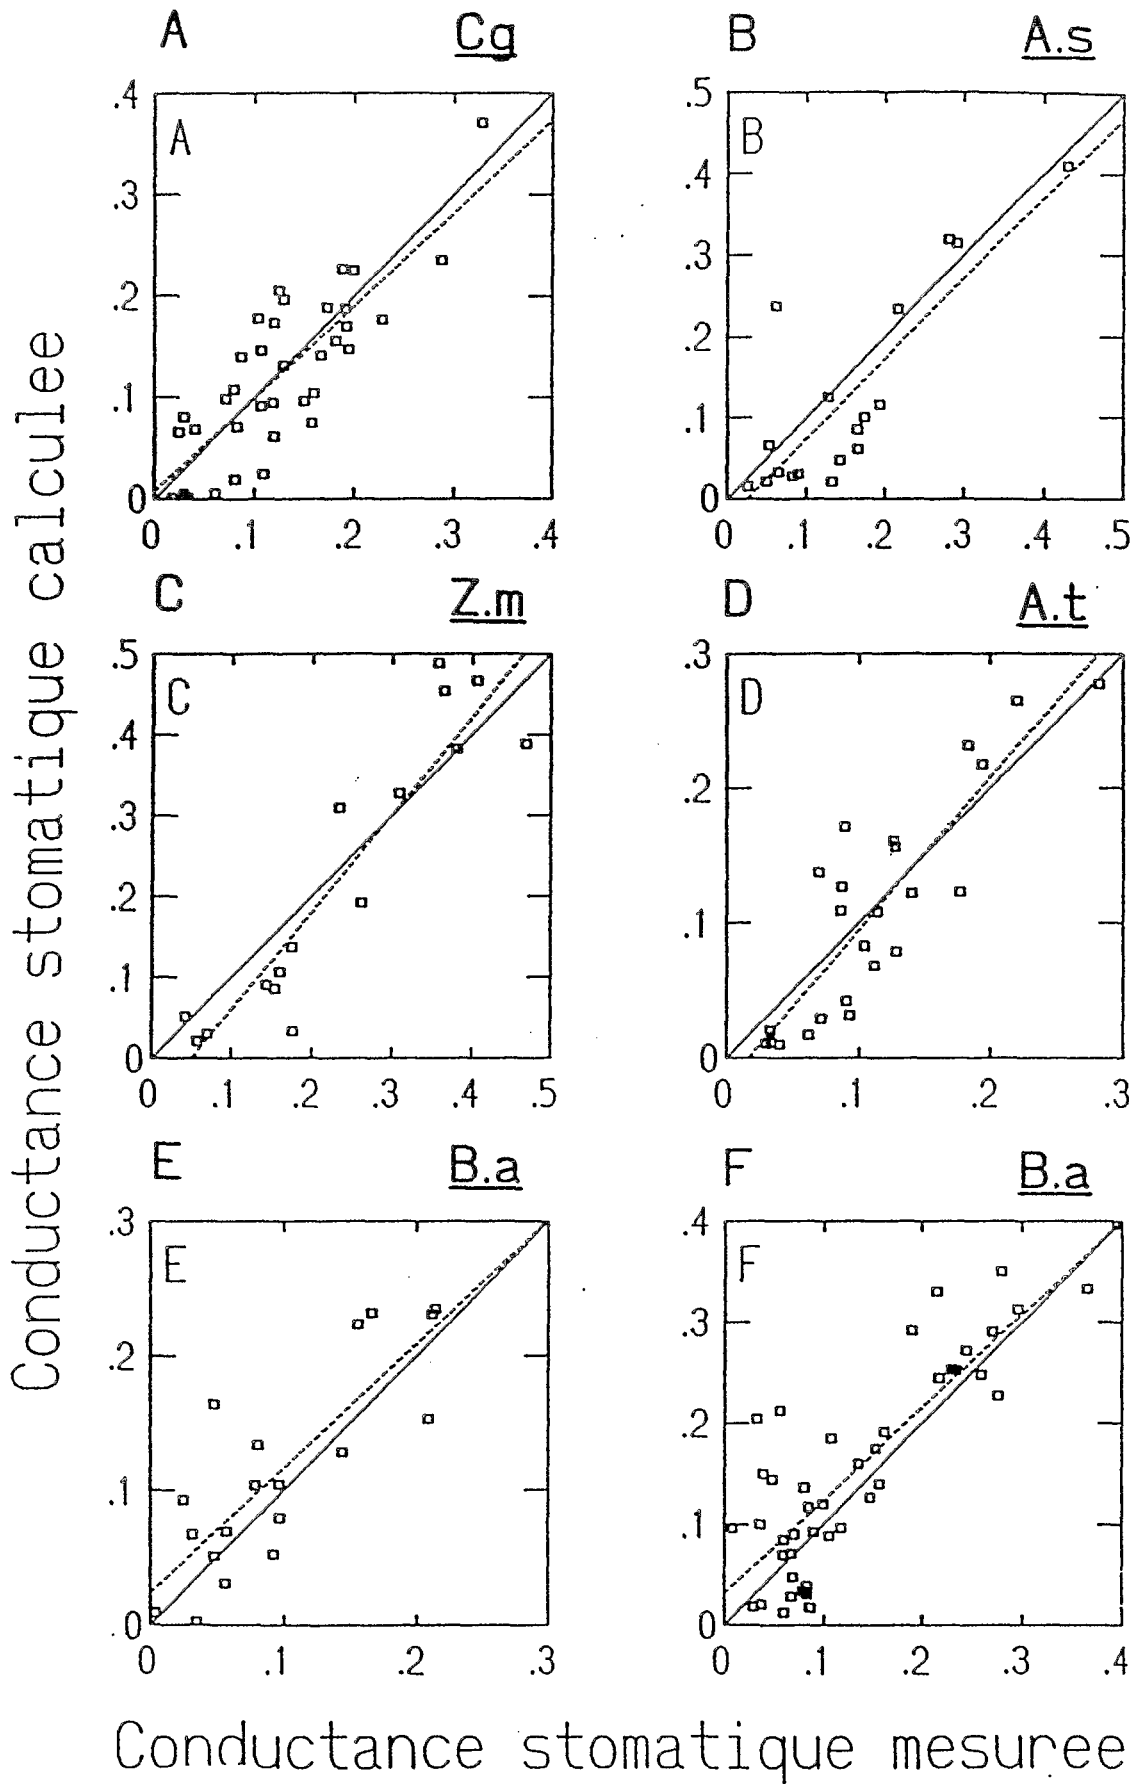 A Cg B A.s
.4 .5
A B
.4
.3
.3
.2
.2
.1
.1
0 0
0 .1 .2 .3 .4 0 .1 .2 .3 .4 .5
C Z.m D A.t
.5 .3
C D
.4
.2
.3
.2
.1
.1
0 0
0 .1 .2 .3 .4 .5 0 .1 .2 .3
E B.a F B.a
.3 .4
E F
.3
.2
.2
.1
.1
0 0
0 .1 .2 .3 0 .1 .2 .3 .4
Conductance stomatique calculee
Conductance stomatique mesuree